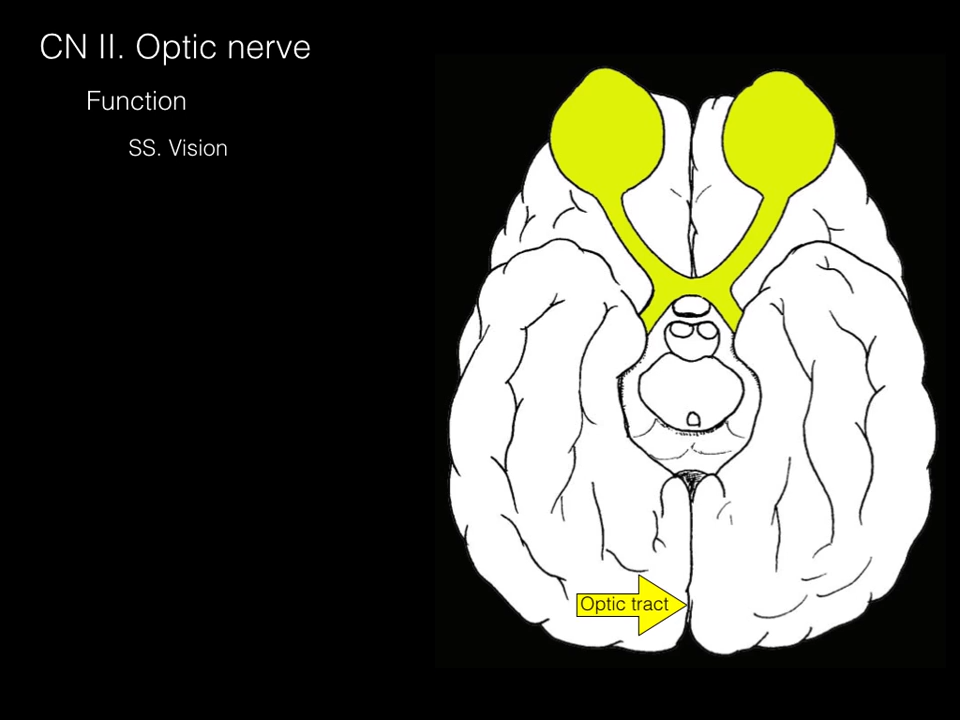 CN II. Optic nerve
Function
SS. Vision
Optic tract